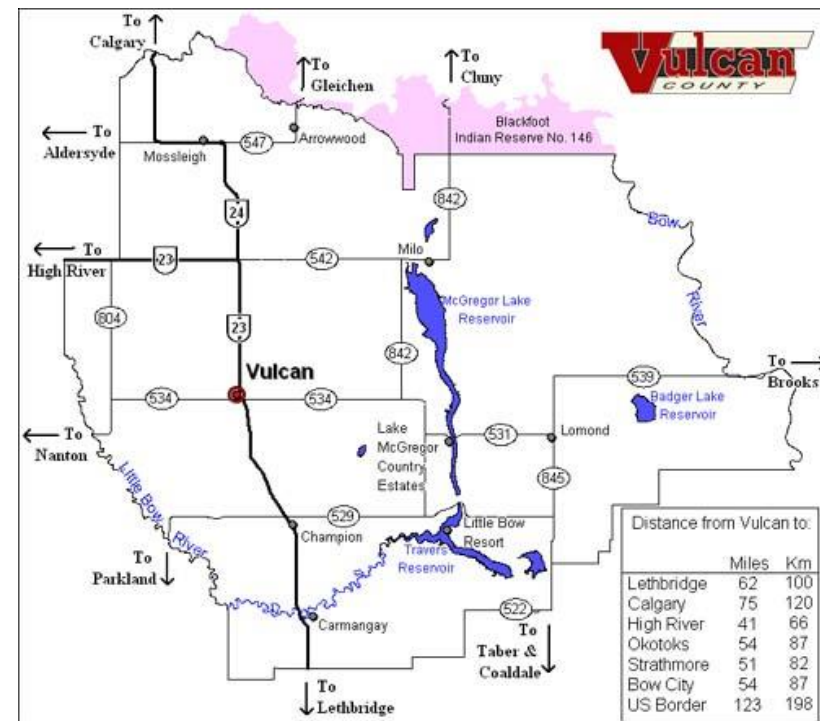 To
Calgary
To
Gleichen
To
Cluny
Vulcan
COUNTY
Blackfoot
Indian Reserve No. 146
To
Aldersyde
Mossleigh
547
Arrowwood
842
24
Bow
River
To
High River
23
542
Milo
McGregor Lake
Reservoir
804
23
842
Vulcan
534
534
539
To
Brooks
Badger Lake
Reservoir
To
Nanton
Lake
McGregor
Country
Estates
531
Lomond
845
Little Bow
River
529
Champion
Little Bow
Resort
Travers
Reservoir
To
Parkland
Carmangay
522
To
Taber &
Coaldale
To
Lethbridge
Distance from Vulcan to:
Miles Km
Lethbridge 62 100
Calgary 75 120
High River 41 66
Okotoks 54 87
Strathmore 51 82
Bow City 54 87
US Border 123 198